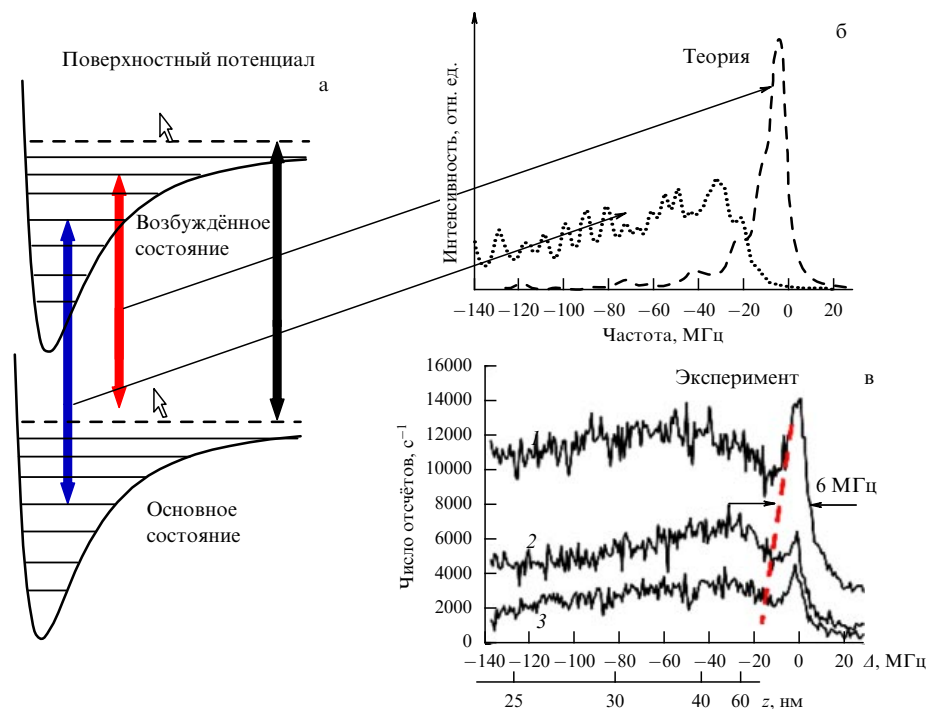 Поверхностный потенциал
а
Возбуждённое
состояние
Основное
состояние
б
Теория
Интенсивность, отн. ед.
−140 −120 −100 −80 −60 −40 −20 0 20
Частота, МГц
в
Эксперимент
Число отсчётов, с⁻¹
16000
14000
12000
10000
8000
6000
4000
2000
0
1
2
3
6 МГц
−140 −120 −100 −80 −60 −40 −20 0 20 Δ, МГц
25 30 40 60 z, нм